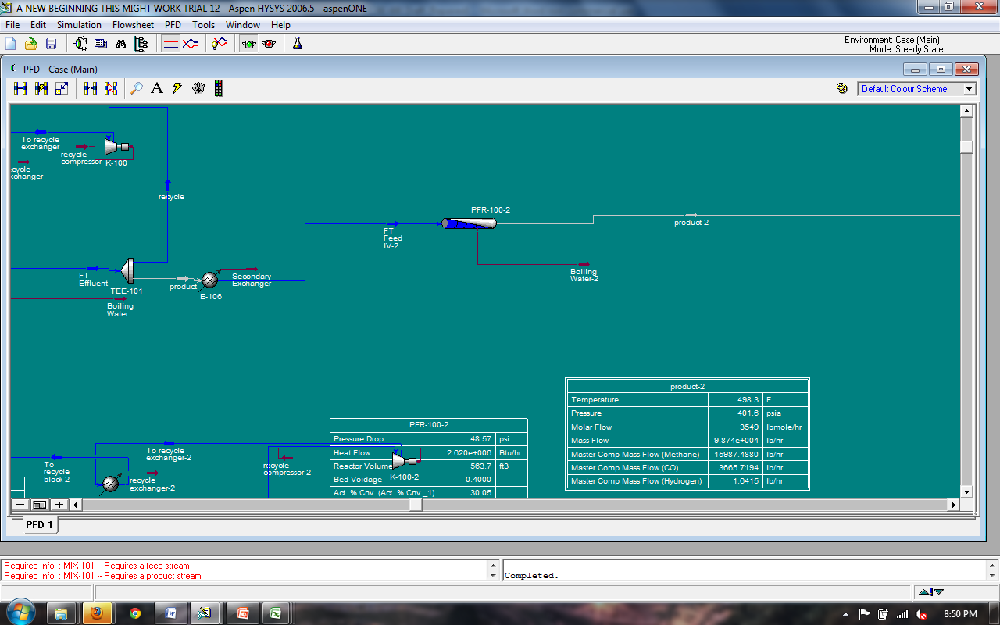 A NEW BEGINNING THIS MIGHT WORK TRIAL 12 - Aspen HYSYS 2006.5 - aspenONE
File Edit Simulation Flowsheet PFD Tools Window Help
Environment: Case (Main)
Mode: Steady State
PFD - Case (Main)
A
Default Colour Scheme
To recycle
exchanger
recycle
compressor
K-100
ecycle
xchanger
recycle
PFR-100-2
product-2
FT
Feed
IV-2
Boiling
Water-2
FT
Effluent
TEE-101
product
E-106
Secondary
Exchanger
Boiling
Water
product-2
Temperature 498.3 F
Pressure 401.6 psia
Molar Flow 3549 lbmole/hr
Mass Flow 9.874e+004 lb/hr
Master Comp Mass Flow (Methane) 15987.4880 lb/hr
Master Comp Mass Flow (CO) 3665.7194 lb/hr
Master Comp Mass Flow (Hydrogen) 1.6415 lb/hr
PFR-100-2
Pressure Drop 48.57 psi
Heat Flow 2.620e+006 Btu/hr
Reactor Volume 563.7 ft3
Bed Voidage 0.4000
Act. % Cnv. (Act. % Cnv._1) 30.05
K-100-2
To recycle
exchanger-2
To
recycle
block-2
recycle
exchanger-2
recycle
compressor-2
PFD 1
Required Info : MIX-101 -- Requires a feed stream
Required Info : MIX-101 -- Requires a product stream
Completed.
8:50 PM